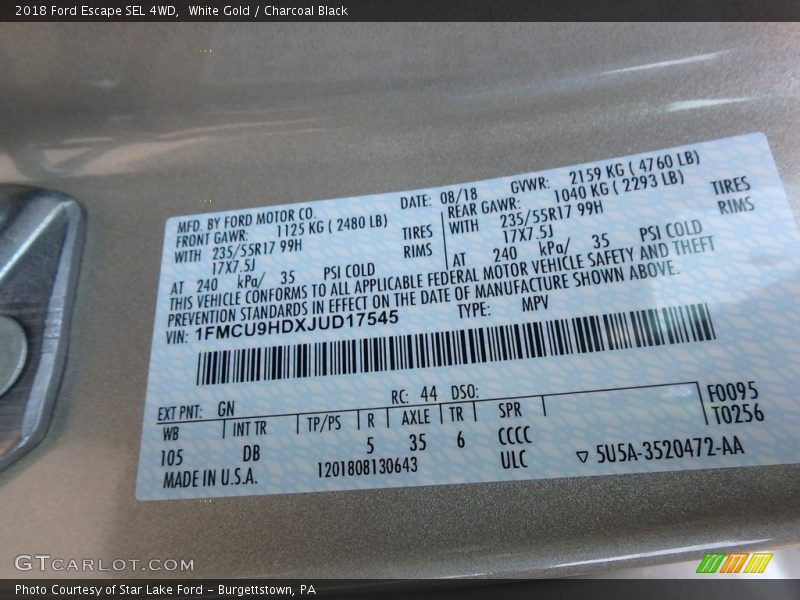 2018 Ford Escape SEL 4WD, White Gold / Charcoal Black
MFD. BY FORD MOTOR CO.
DATE: 08/18
GVWR: 2159 KG ( 4760 LB)
FRONT GAWR: 1125 KG ( 2480 LB)
REAR GAWR: 1040 KG ( 2293 LB)
WITH 235/55R17 99H TIRES
WITH 235/55R17 99H TIRES
17X7.5J RIMS
17X7.5J RIMS
AT 240 kPa/ 35 PSI COLD
AT 240 kPa/ 35 PSI COLD
THIS VEHICLE CONFORMS TO ALL APPLICABLE FEDERAL MOTOR VEHICLE SAFETY AND THEFT
PREVENTION STANDARDS IN EFFECT ON THE DATE OF MANUFACTURE SHOWN ABOVE.
VIN: 1FMCU9HDXJUD17545
TYPE: MPV
EXT PNT: GN RC: 44 DSO:
WB INT TR TP/PS R AXLE TR SPR
F0095
T0256
105 DB 5 35 6 CCCC
MADE IN U.S.A. 1201808130643 ULC
5U5A-3520472-AA
GTCARLOT.COM
Photo Courtesy of Star Lake Ford - Burgettstown, PA